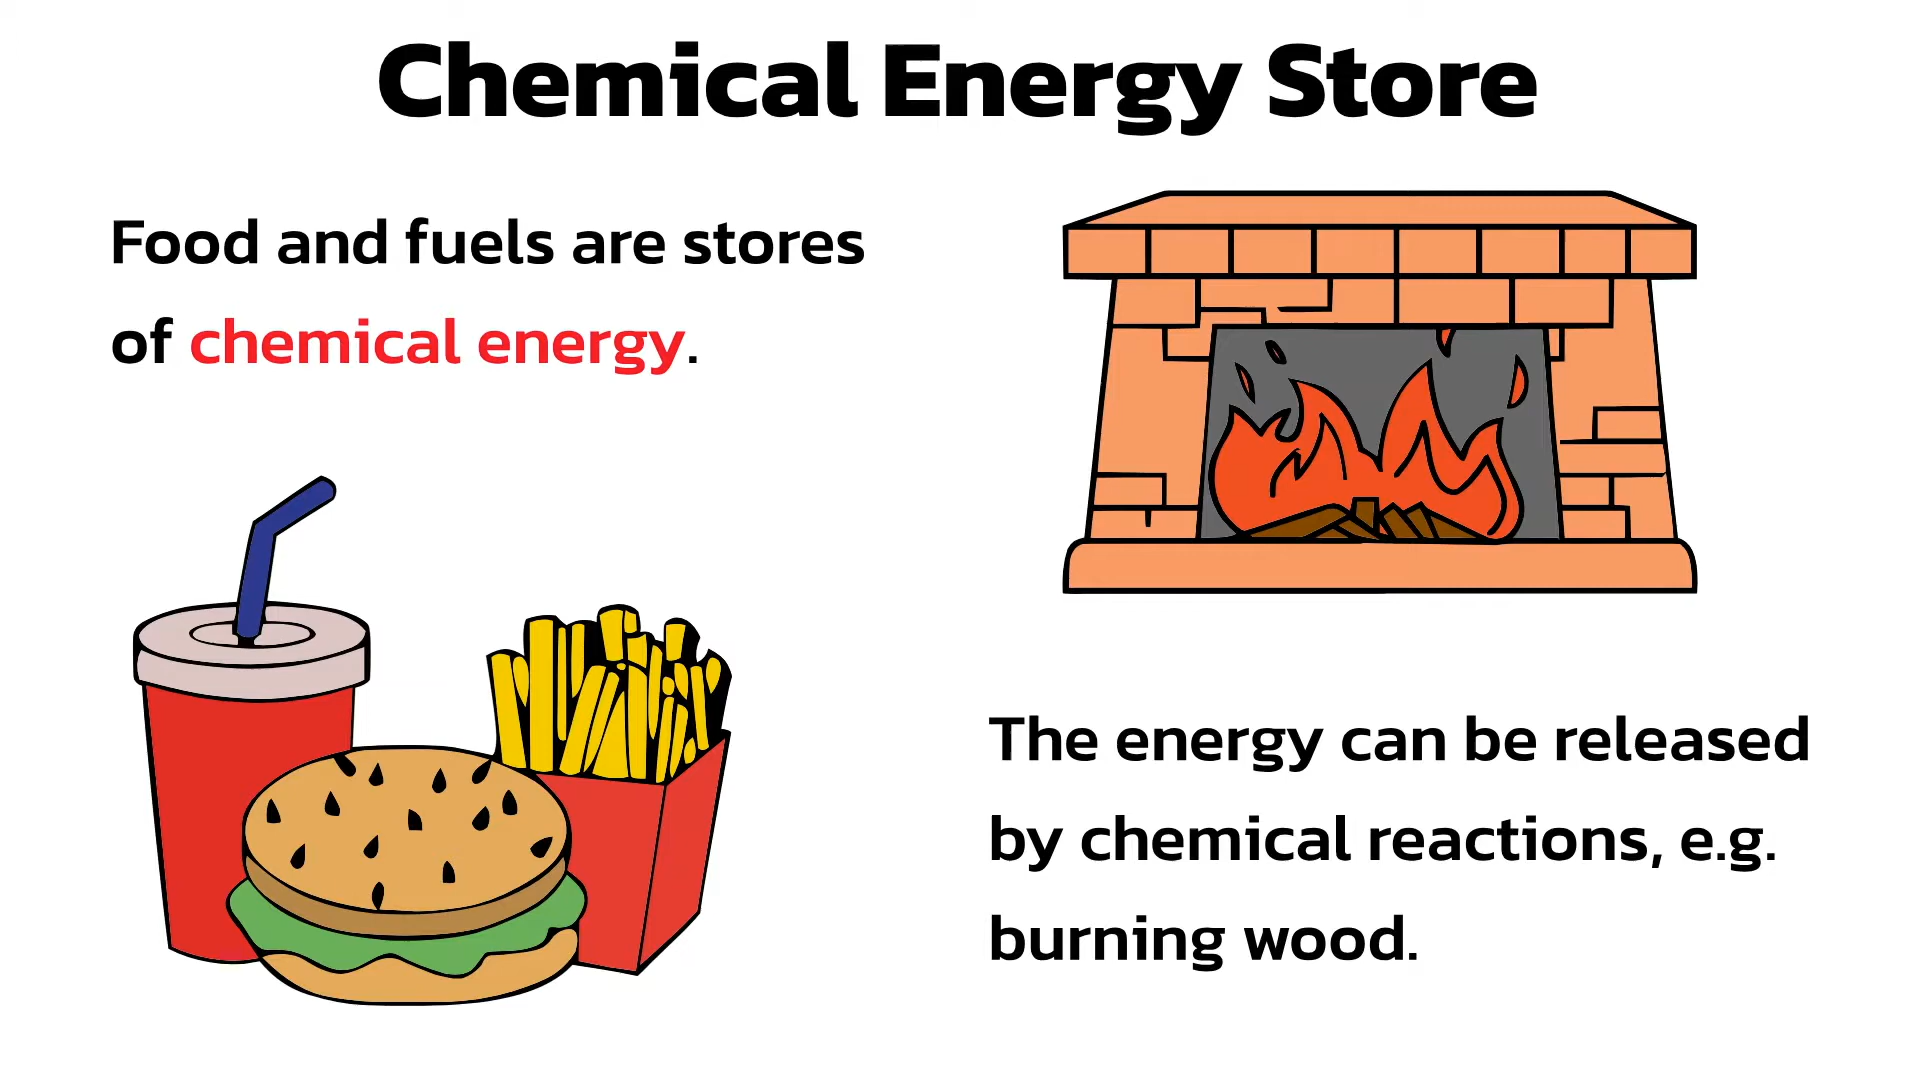 Chemical Energy Store
Food and fuels are stores
of chemical energy.
The energy can be released
by chemical reactions, e.g.
burning wood.